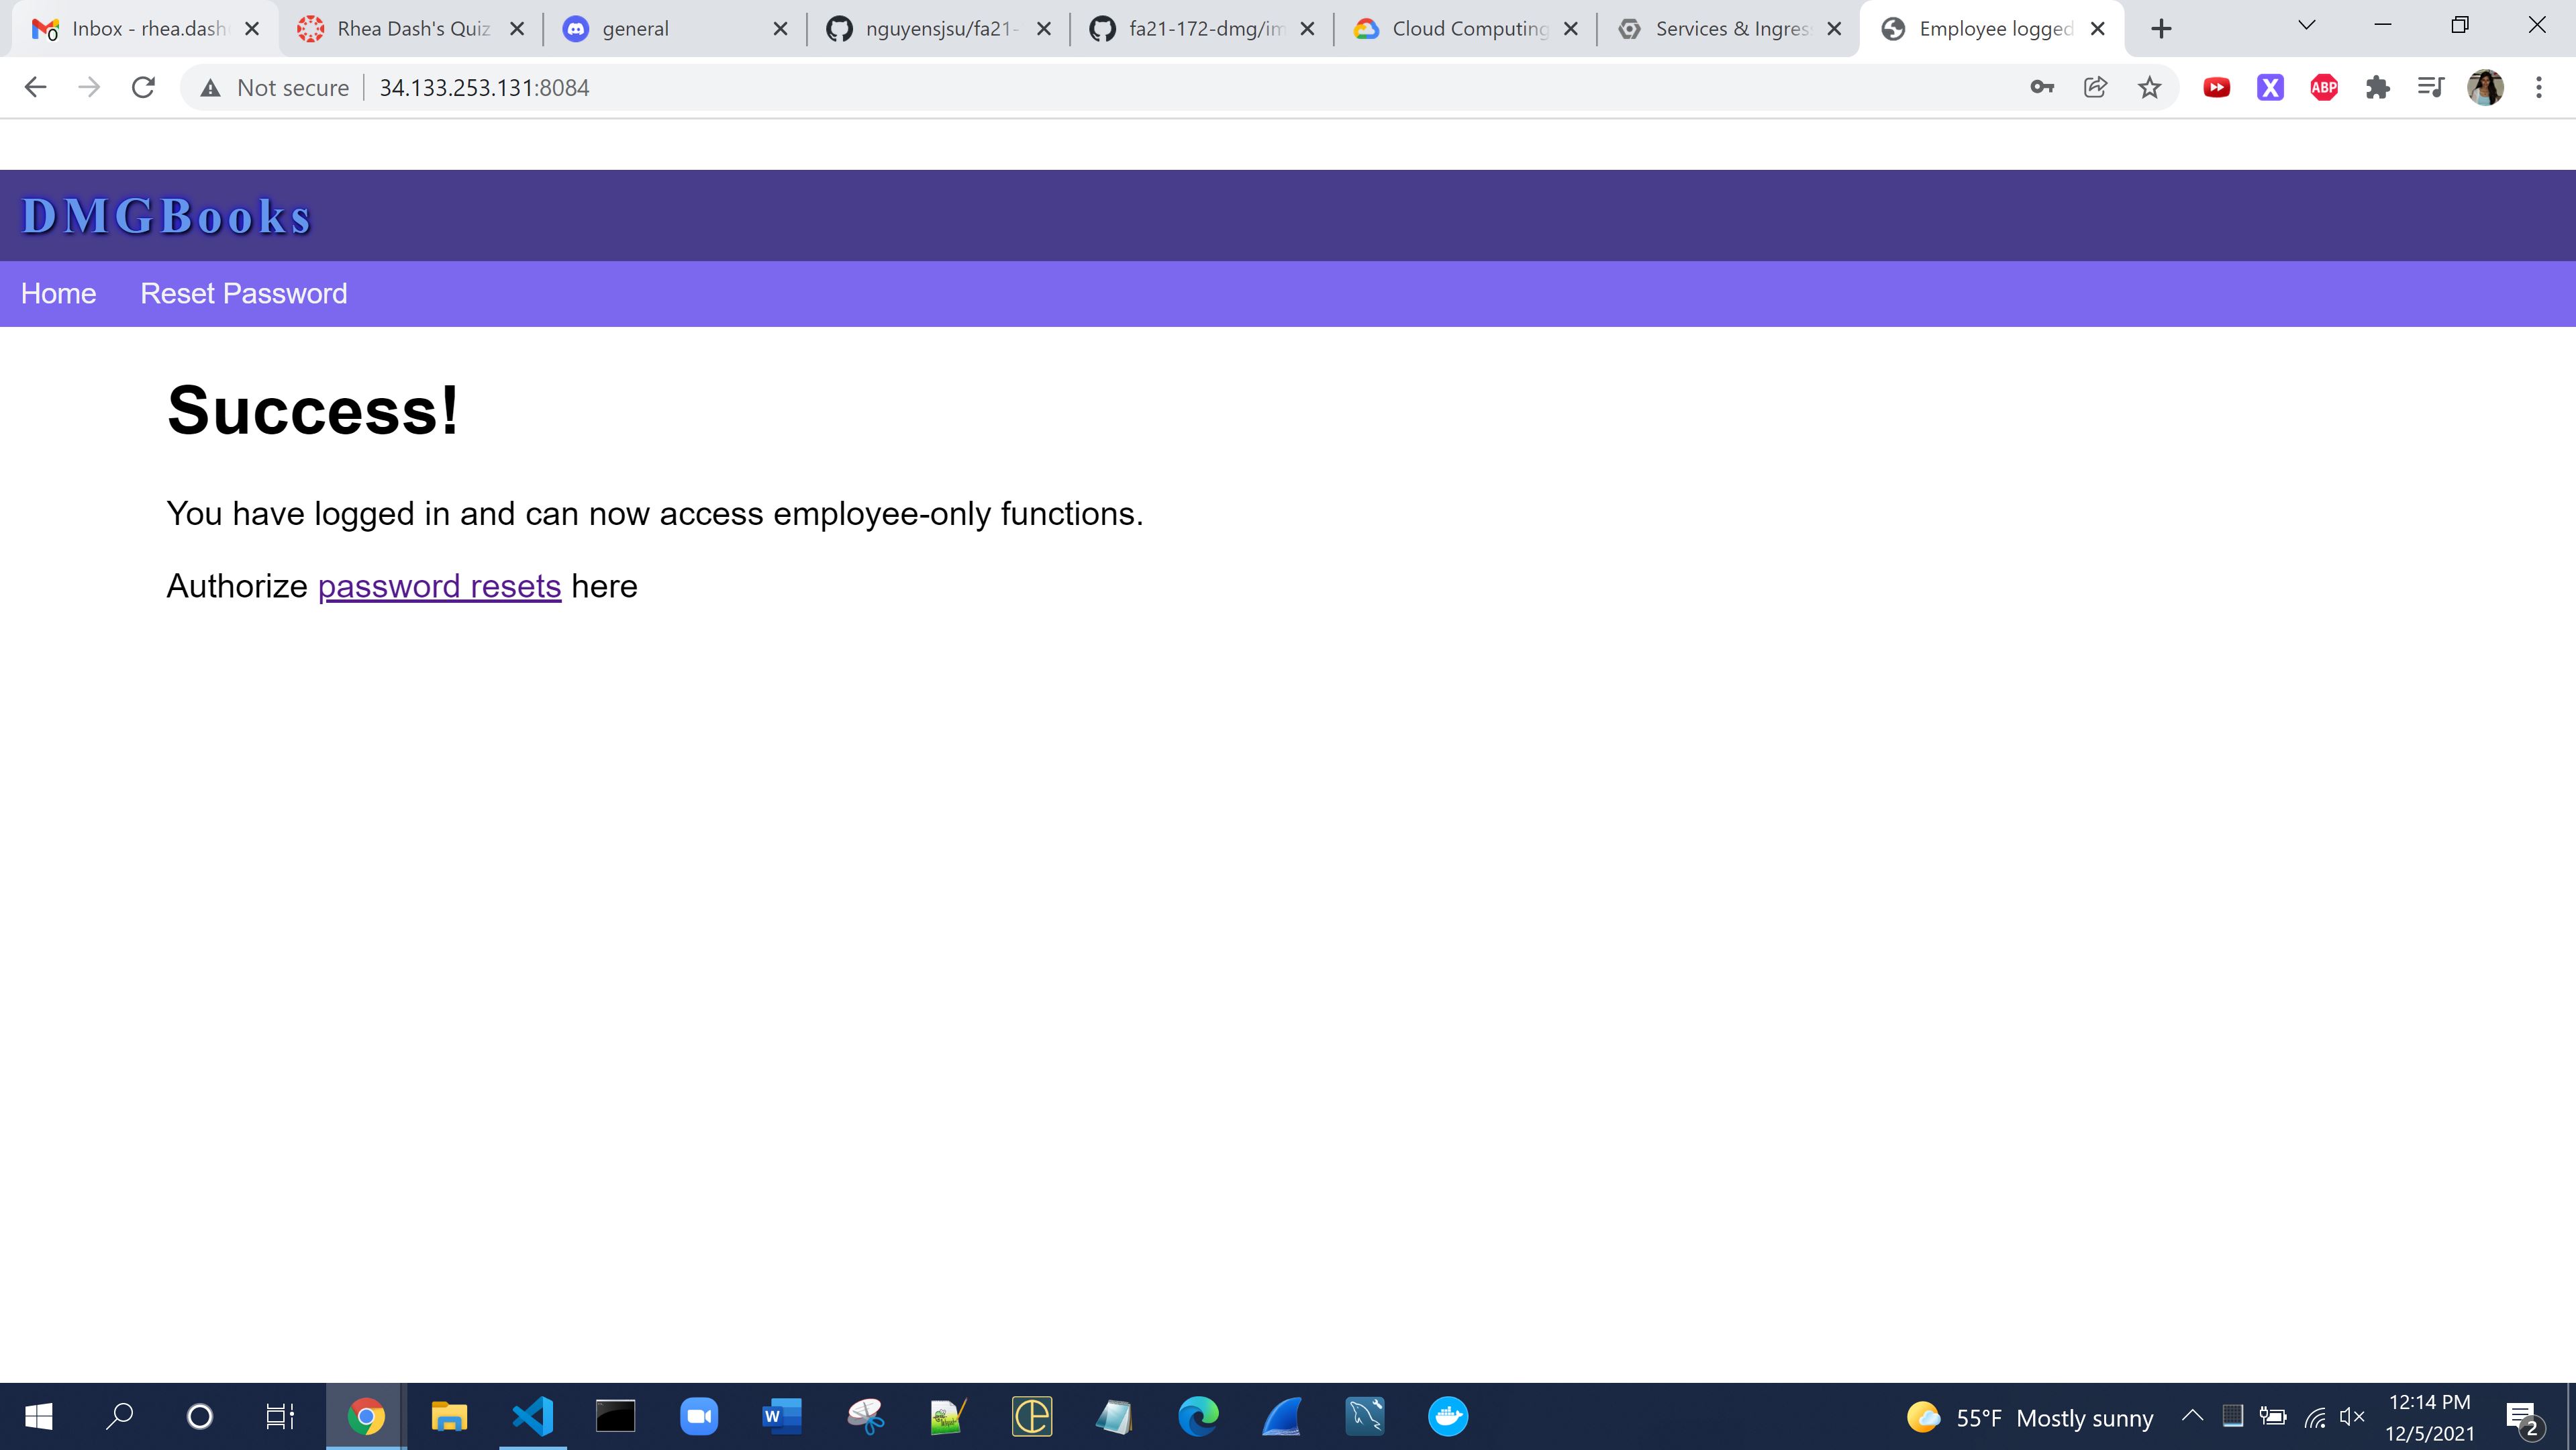 Inbox - rhea.dash
Rhea Dash's Quiz
general
nguyensjsu/fa21-
fa21-172-dmg/im
Cloud Computing
Services & Ingres
Employee logged
Not secure
34.133.253.131:8084
X
ABP
DMGBooks
Home
Reset Password
Success!
You have logged in and can now access employee-only functions.
Authorize password resets here
W
55°F Mostly sunny
12:14 PM
12/5/2021
2